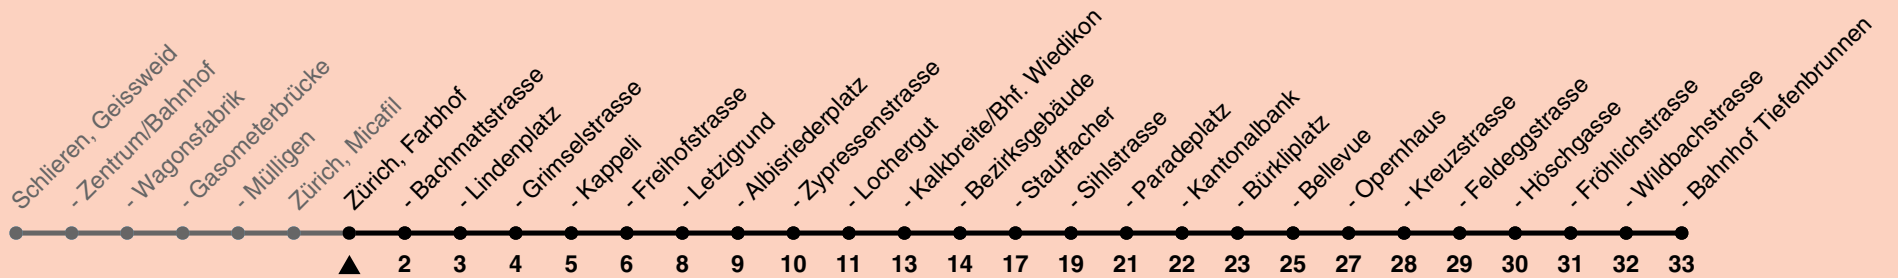 Schlieren, Geissweid
- Zentrum/Bahnhof
- Wagonsfabrik
- Gasometerbrücke
- Mülligen
Zürich, Micafil
Zürich, Farbhof
- Bachmattstrasse
- Lindenplatz
- Grimselstrasse
- Kappeli
- Freihofstrasse
- Letzigrund
- Albisriederplatz
- Zypressenstrasse
- Lochergut
- Kalkbreite/Bhf. Wiedikon
- Bezirksgebäude
- Stauffacher
- Sihlstrasse
- Paradeplatz
- Kantonalbank
- Bürkliplatz
- Bellevue
- Opernhaus
- Kreuzstrasse
- Feldeggstrasse
- Höschgasse
- Fröhlichstrasse
- Wildbachstrasse
- Bahnhof Tiefenbrunnen
2 3 4 5 6 8 9 10 11 13 14 17 19 21 22 23 25 27 28 29 30 31 32 33